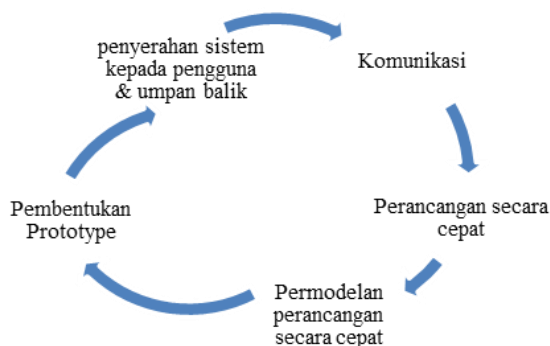 penyerahan sistem
kepada pengguna
& umpan balik
Komunikasi
Perancangan secara
cepat
Permodelan
perancangan
secara cepat
Pembentukan
Prototype